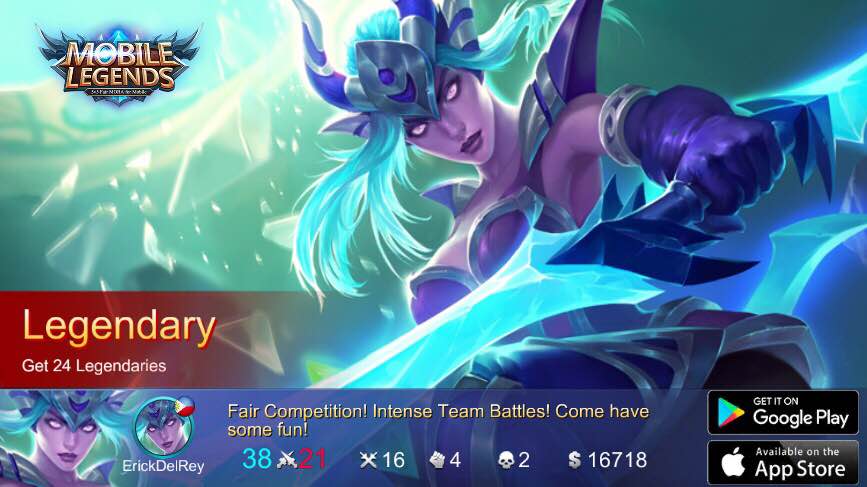 MOBILE
LEGENDS
5v5 Fair MOBA for Mobile
Legendary
Get 24 Legendaries
Fair Competition! Intense Team Battles! Come have
some fun!
ErickDelRey
38 21 16 4 2 $ 16718
GET IT ON
Google Play
Available on the
App Store